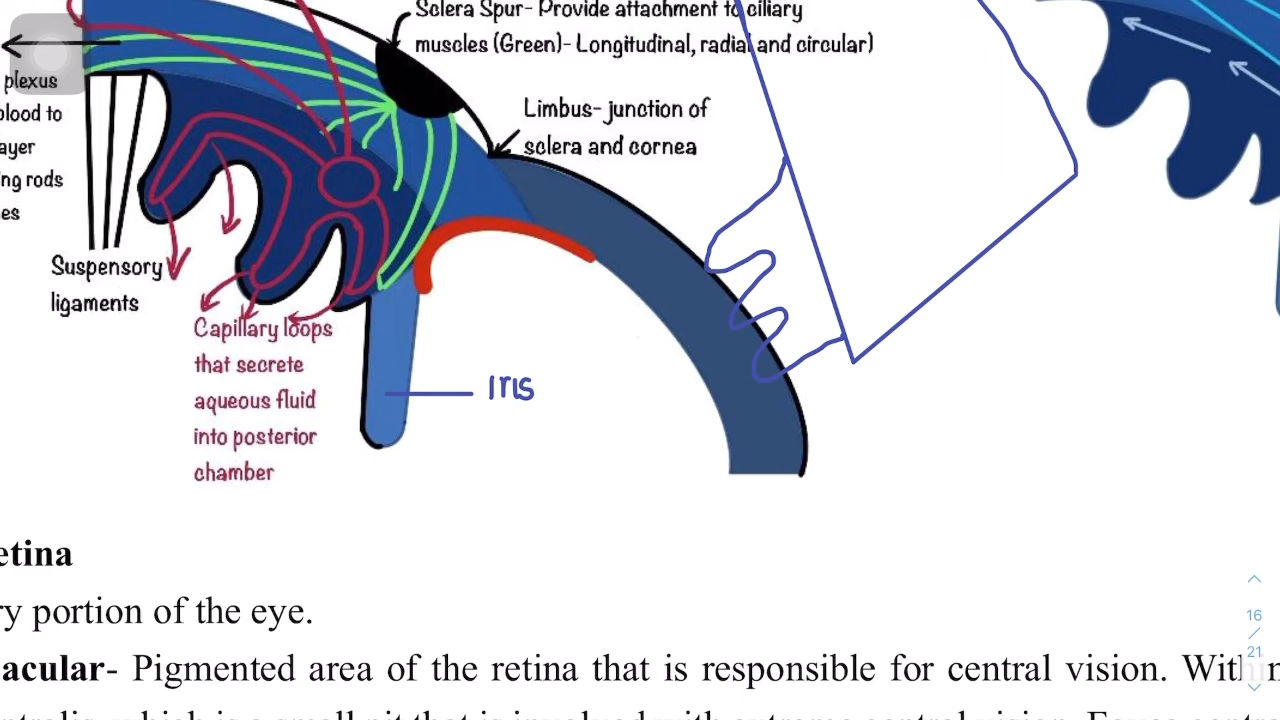 Sclera Spur- Provide attachment to ciliary
muscles (Green)- Longitudinal, radial and circular)
plexus
blood to
ayer
ng rods
es
Limbus- junction of
sclera and cornea
Suspensory
ligaments
Capillary loops
that secrete
aqueous fluid
into posterior
chamber
IRIS
etina
ry portion of the eye.
acular- Pigmented area of the retina that is responsible for central vision. Within
16
/
21